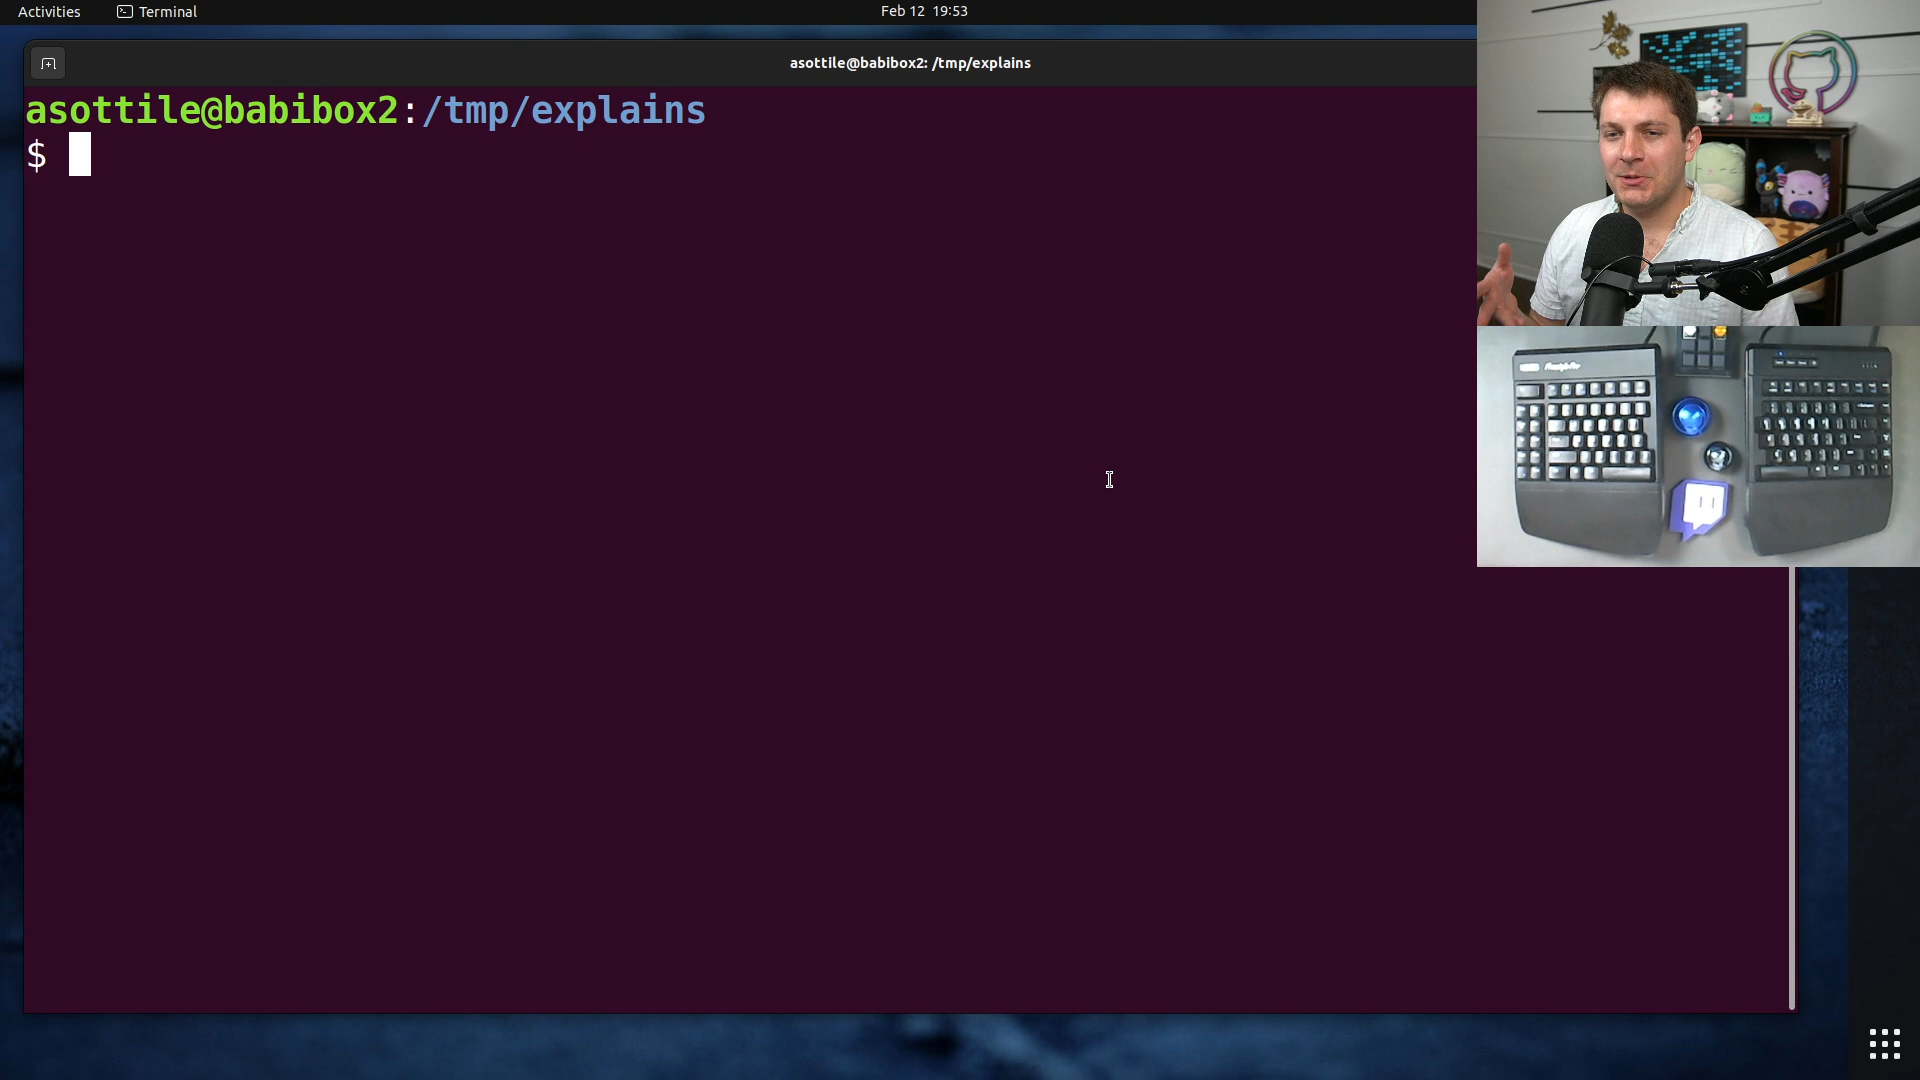 Activities
Terminal
Feb 12 19:53
asottile@babibox2: /tmp/explains
asottile@babibox2:/tmp/explains
$